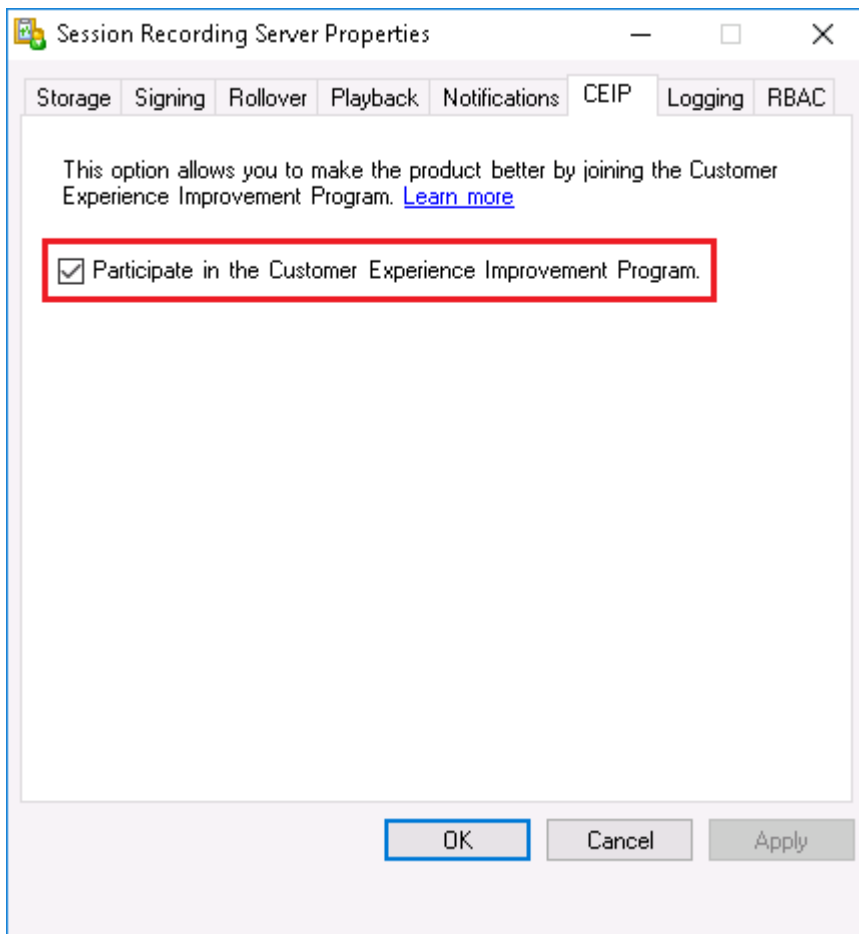 Session Recording Server Properties
Storage Signing Rollover Playback Notifications CEIP Logging RBAC
This option allows you to make the product better by joining the Customer
Experience Improvement Program. Learn more
Participate in the Customer Experience Improvement Program.
OK Cancel Apply